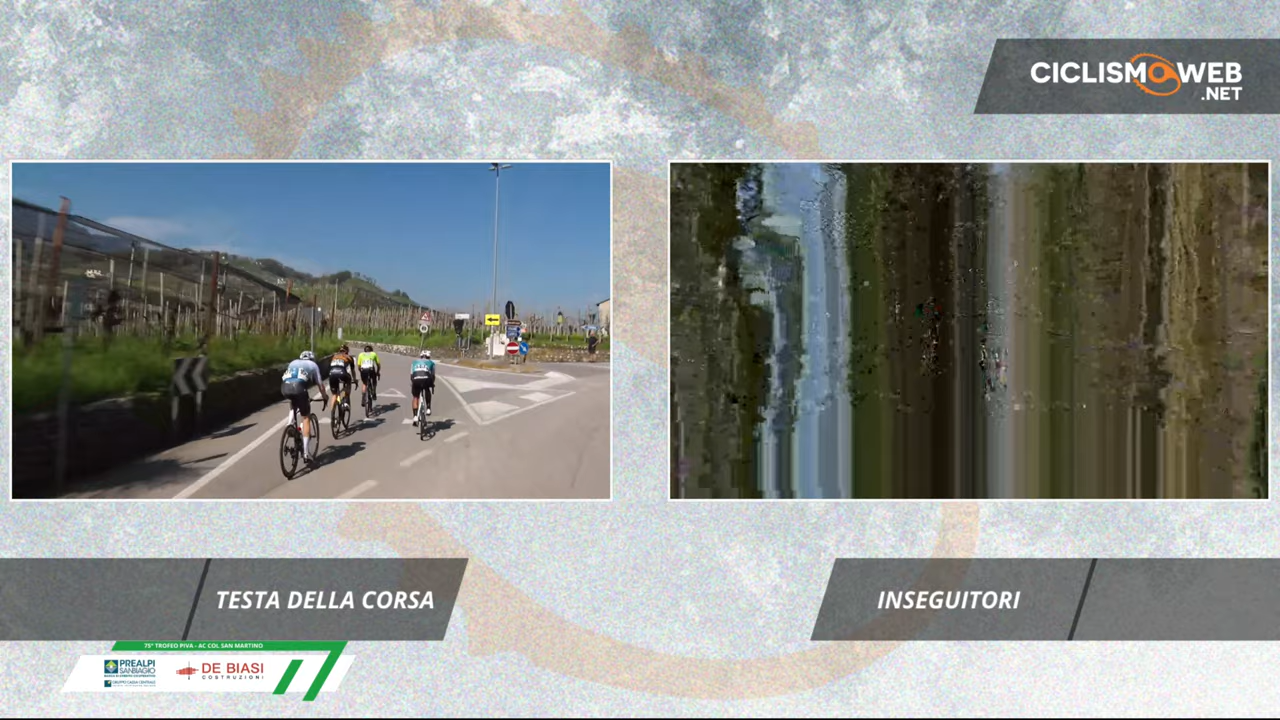 CICLISMOWEB
.NET
TESTA DELLA CORSA
INSEGUITORI
75° TROFEO PIVA - AC COL SAN MARTINO
PREALPI
SANBIAGIO
DE BIASI
COSTRUZIONI